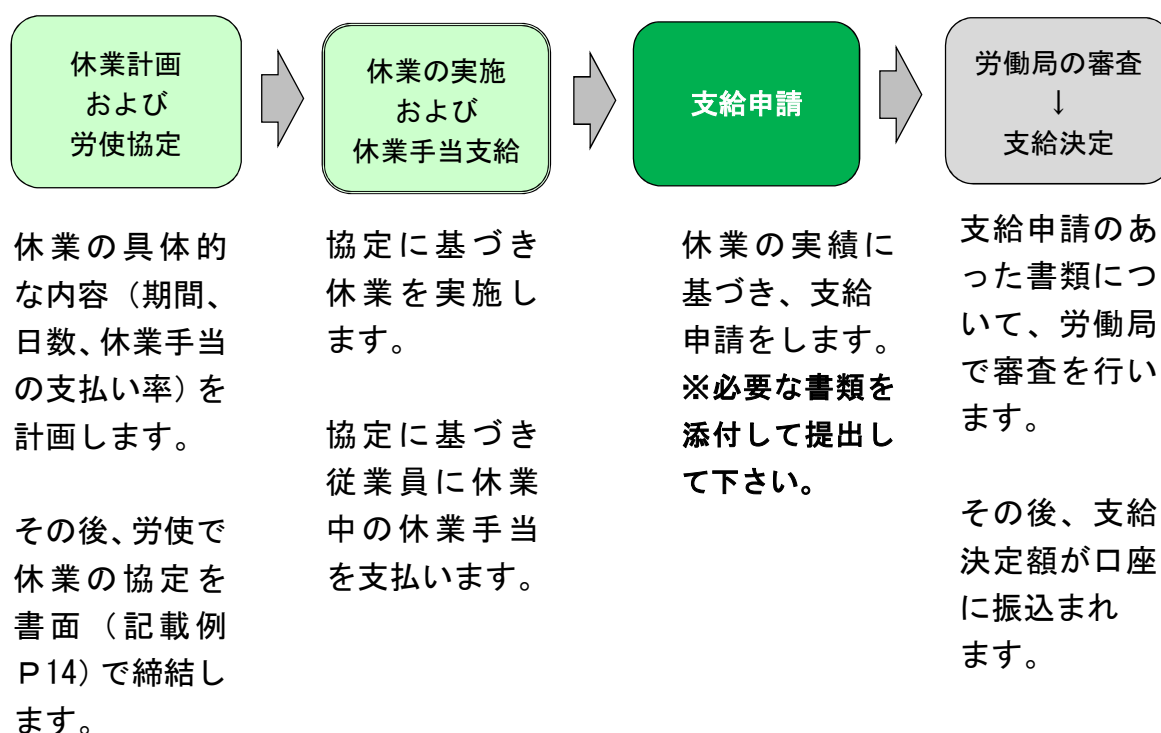 休業計画
および
労使協定
休業の実施
および
休業手当支給
支給申請
労働局の審査
↓
支給決定
休業の具体的
な内容（期間、
日数、休業手当
の支払い率）を
計画します。
その後、労使で
休業の協定を
書面（記載例
Ｐ14）で締結し
ます。
協定に基づき
休業を実施し
ます。
協定に基づき
従業員に休業
中の休業手当
を支払います。
休業の実績に
基づき、支給
申請をします。
※必要な書類を
添付して提出し
て下さい。
支給申請のあ
った書類につ
いて、労働局
で審査を行い
ます。
その後、支給
決定額が口座
に振込まれ
ます。